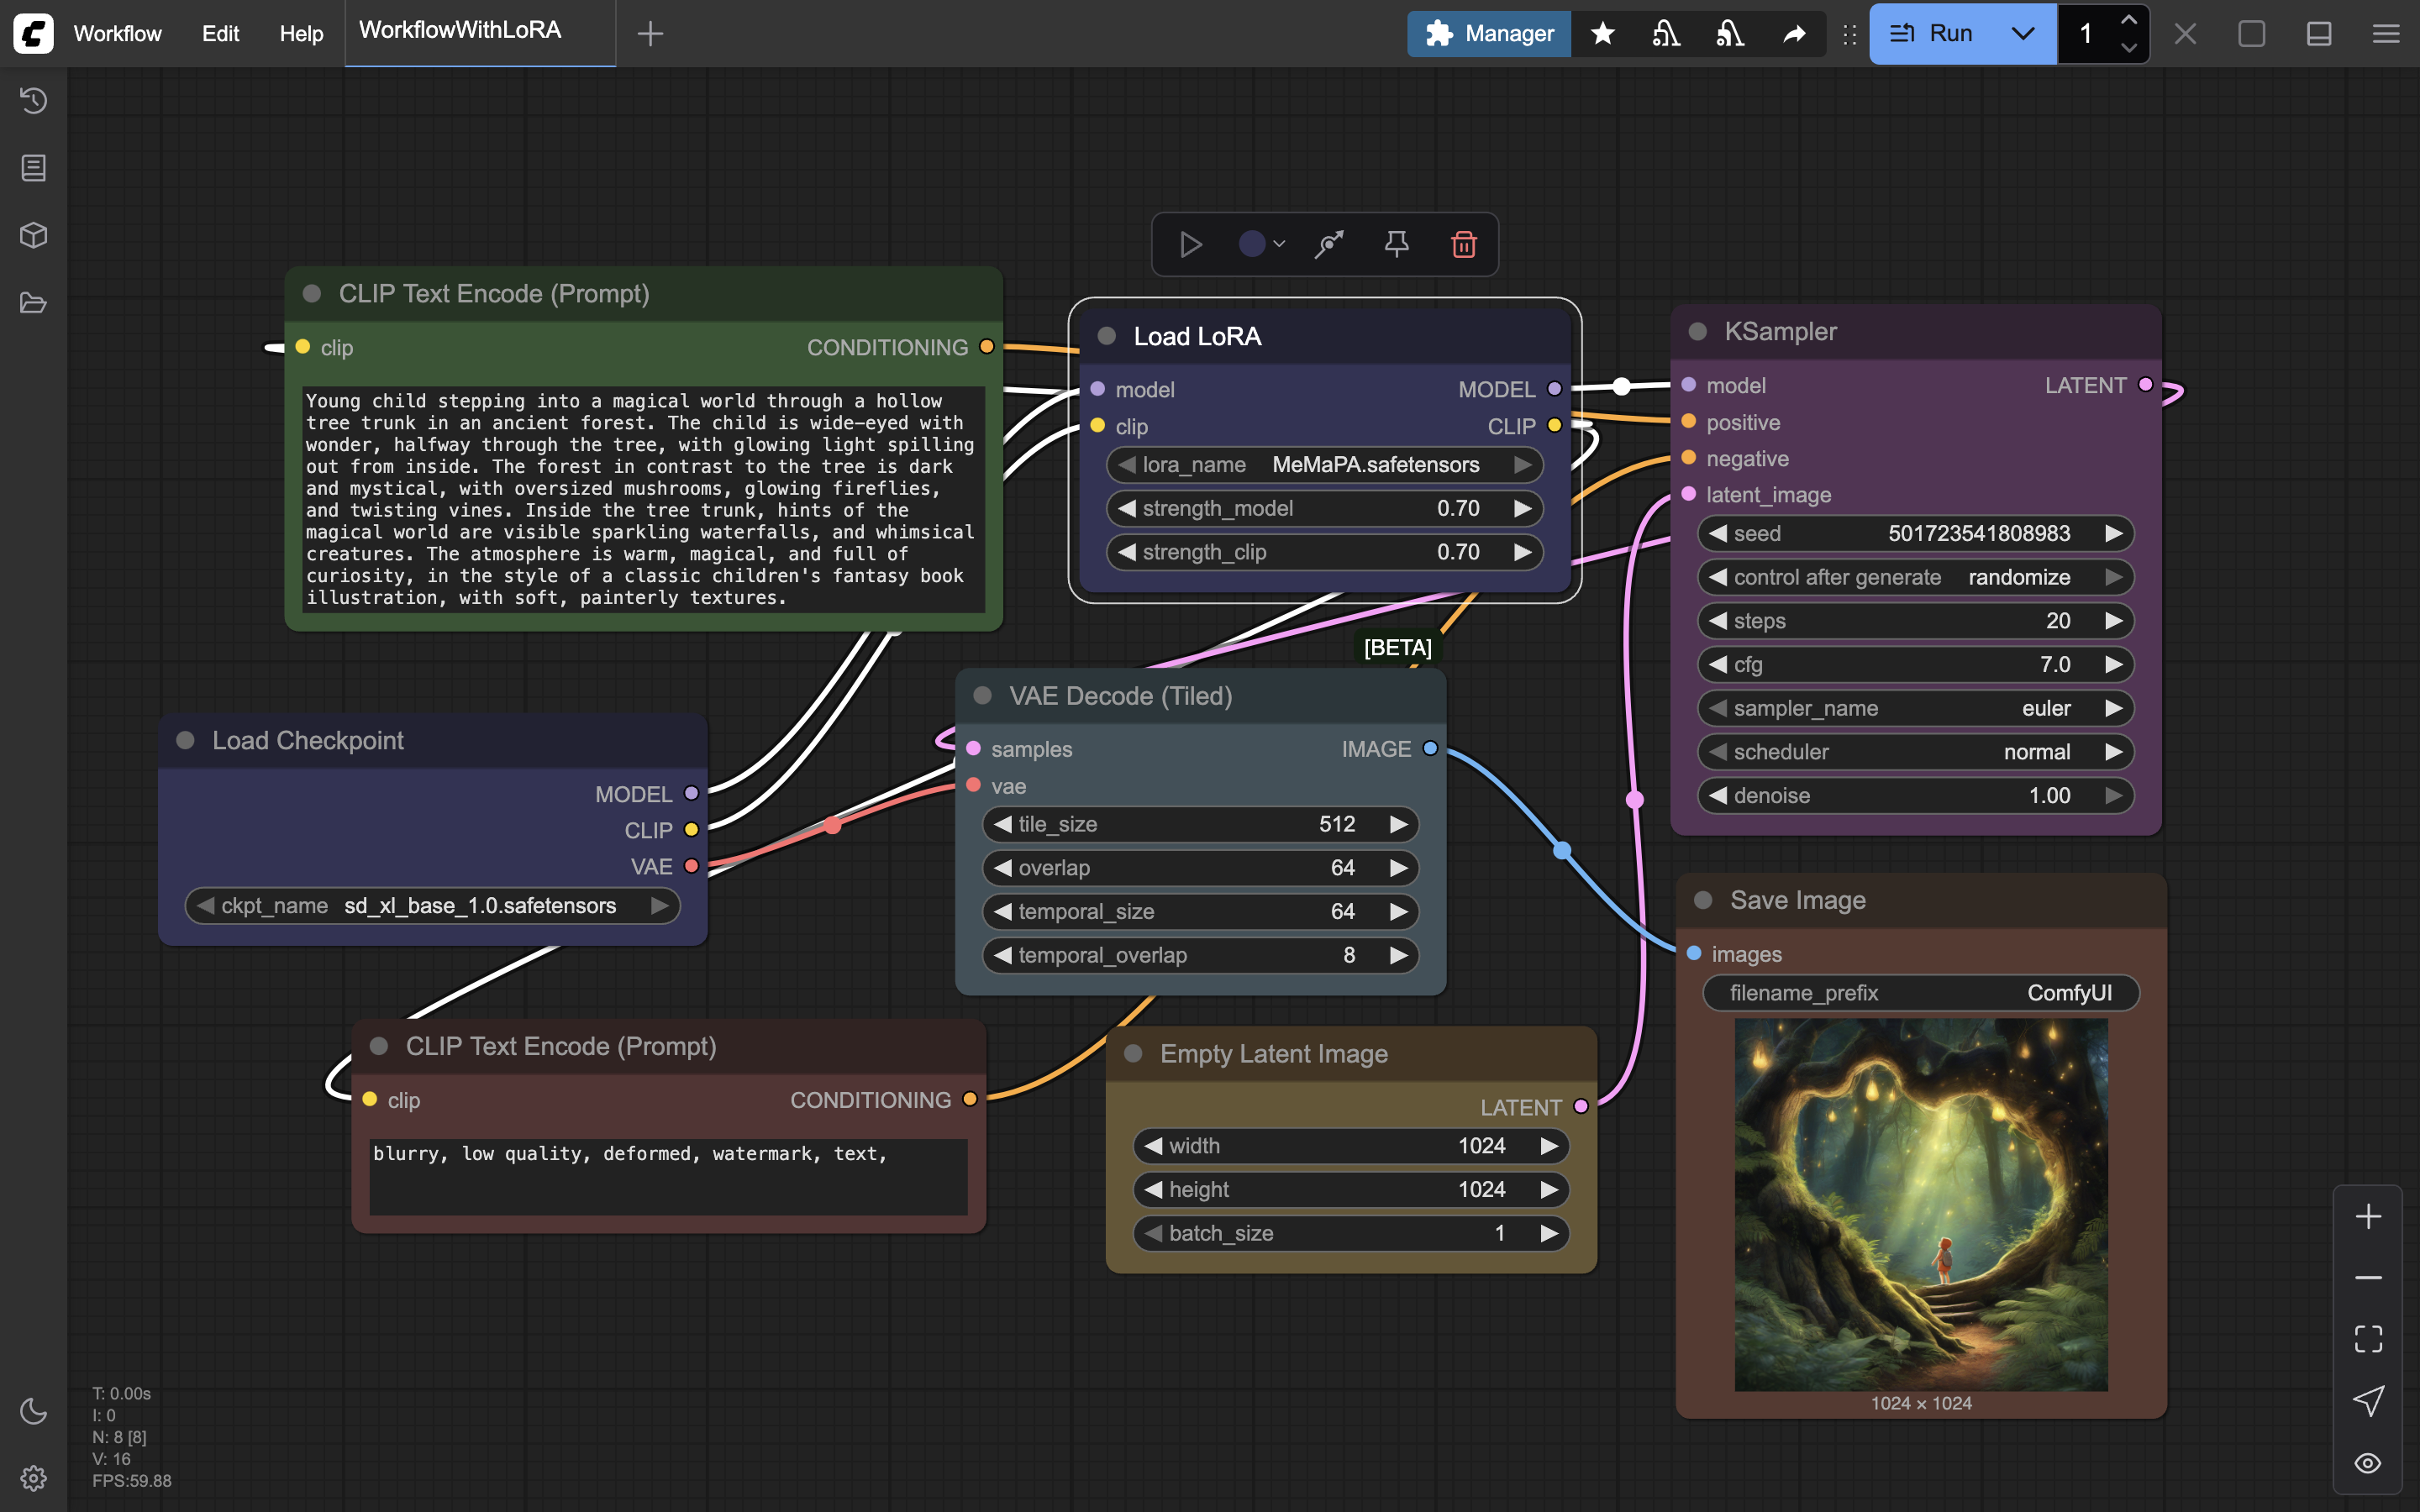 Workflow
Edit
Help
WorkflowWithLoRA
Manager
Run
1
CLIP Text Encode (Prompt)
clip
CONDITIONING
Young child stepping into a magical world through a hollow
tree trunk in an ancient forest. The child is wide-eyed with
wonder, halfway through the tree, with glowing light spilling
out from inside. The forest in contrast to the tree is dark
and mystical, with oversized mushrooms, glowing fireflies,
and twisting vines. Inside the tree trunk, hints of the
magical world are visible sparkling waterfalls, and whimsical
creatures. The atmosphere is warm, magical, and full of
curiosity, in the style of a classic children's fantasy book
illustration, with soft, painterly textures.
Load LoRA
model
MODEL
clip
CLIP
lora_name MeMaPA.safetensors
strength_model 0.70
strength_clip 0.70
KSampler
model
LATENT
positive
negative
latent_image
seed 501723541808983
control after generate randomize
steps 20
cfg 7.0
sampler_name euler
scheduler normal
denoise 1.00
[BETA]
VAE Decode (Tiled)
samples
IMAGE
vae
tile_size 512
overlap 64
temporal_size 64
temporal_overlap 8
Load Checkpoint
MODEL
CLIP
VAE
ckpt_name sd_xl_base_1.0.safetensors
Save Image
images
filename_prefix ComfyUI
1024 × 1024
CLIP Text Encode (Prompt)
clip
CONDITIONING
blurry, low quality, deformed, watermark, text,
Empty Latent Image
LATENT
width 1024
height 1024
batch_size 1
T: 0.00s
I: 0
N: 8 [8]
V: 16
FPS:59.88